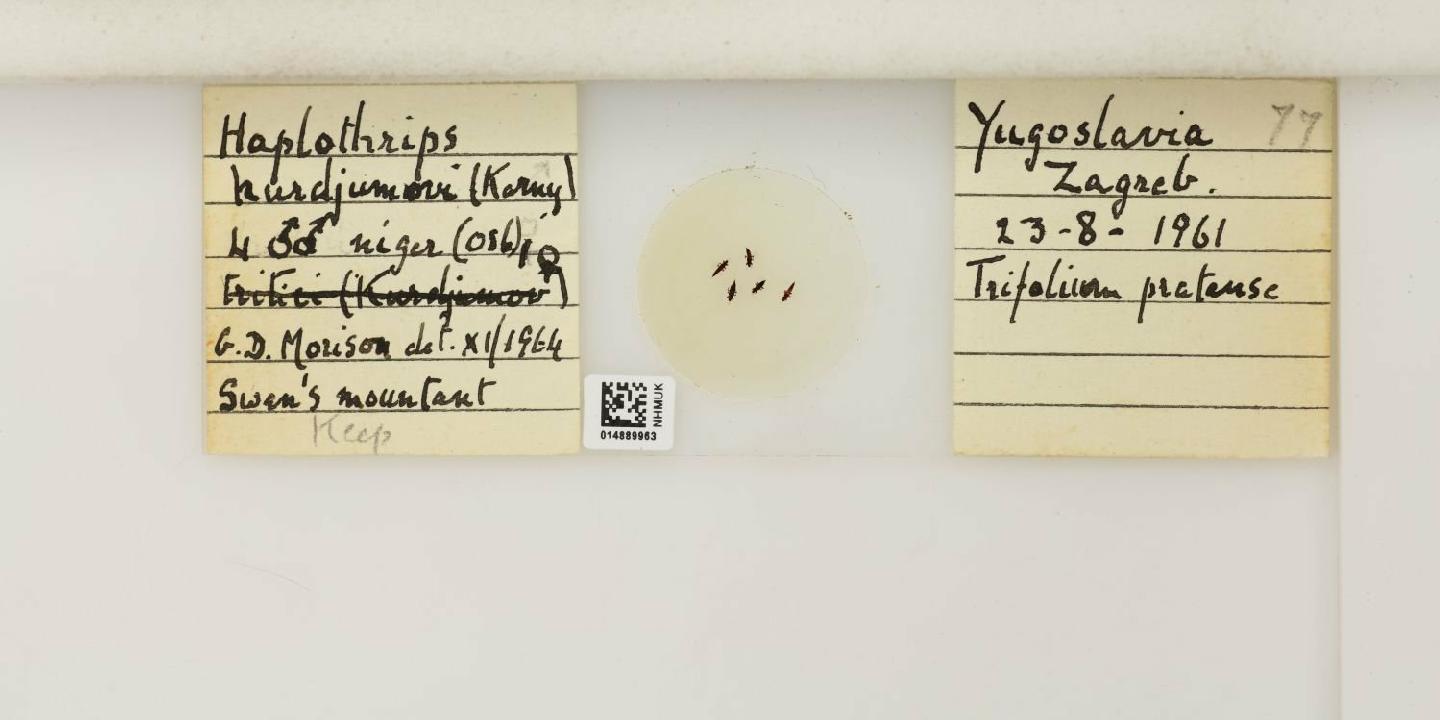 Haplothrips
kurdjumovi (Karny)
4 ♂♂ niger (Osb), 1 ♀
tritici (Kurdjumov)
G.D. Morison det. XI/1964
Swan's mountant
Keep
NHMUK
014889963
Yugoslavia 77
Zagreb.
23-8-1961
Trifolium pratense